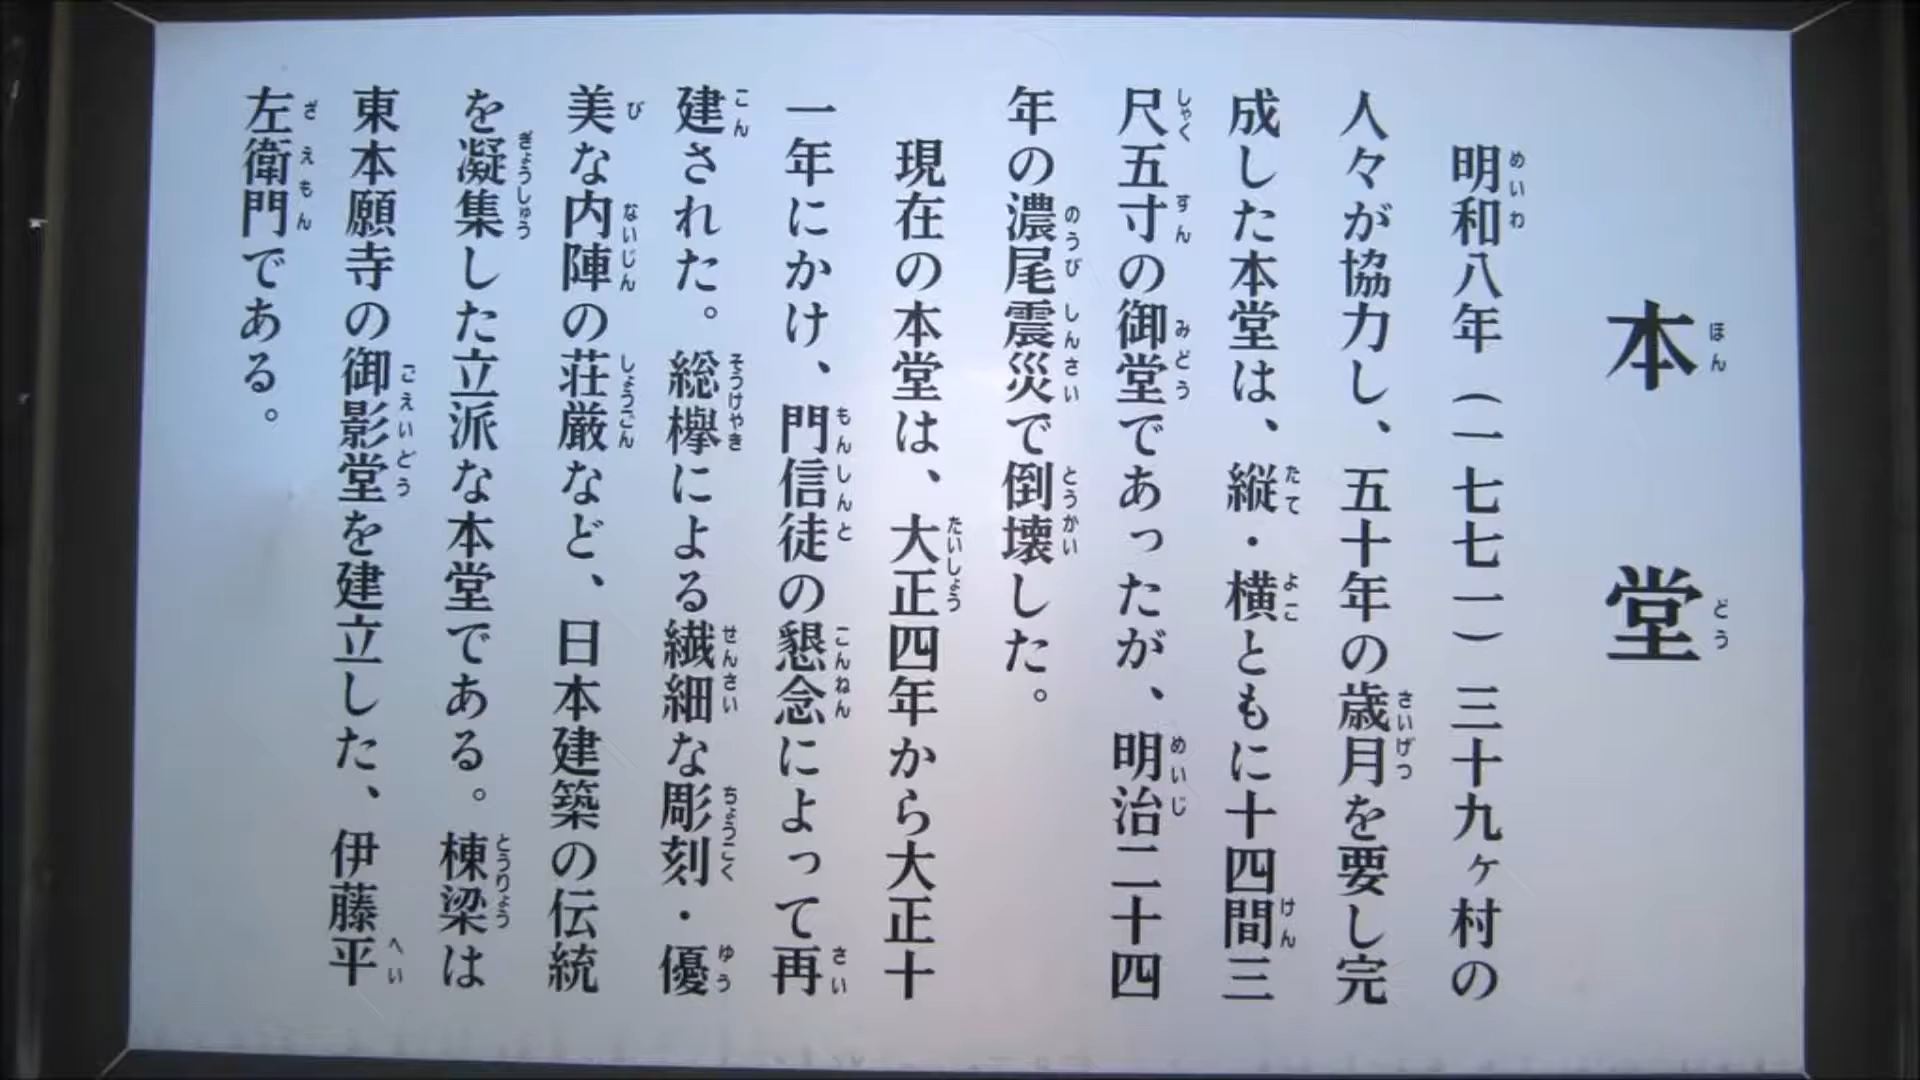 本堂
明和八年（一七七一）三十九ヶ村の
人々が協力し、五十年の歳月を要し完
成した本堂は、縦・横ともに十四間三
尺五寸の御堂であったが、明治二十四
年の濃尾震災で倒壊した。
現在の本堂は、大正四年から大正十
一年にかけ、門信徒の懇念によって再
建された。総欅による繊細な彫刻・優
美な内陣の荘厳など、日本建築の伝統
を凝集した立派な本堂である。棟梁は
東本願寺の御影堂を建立した、伊藤平
左衛門である。